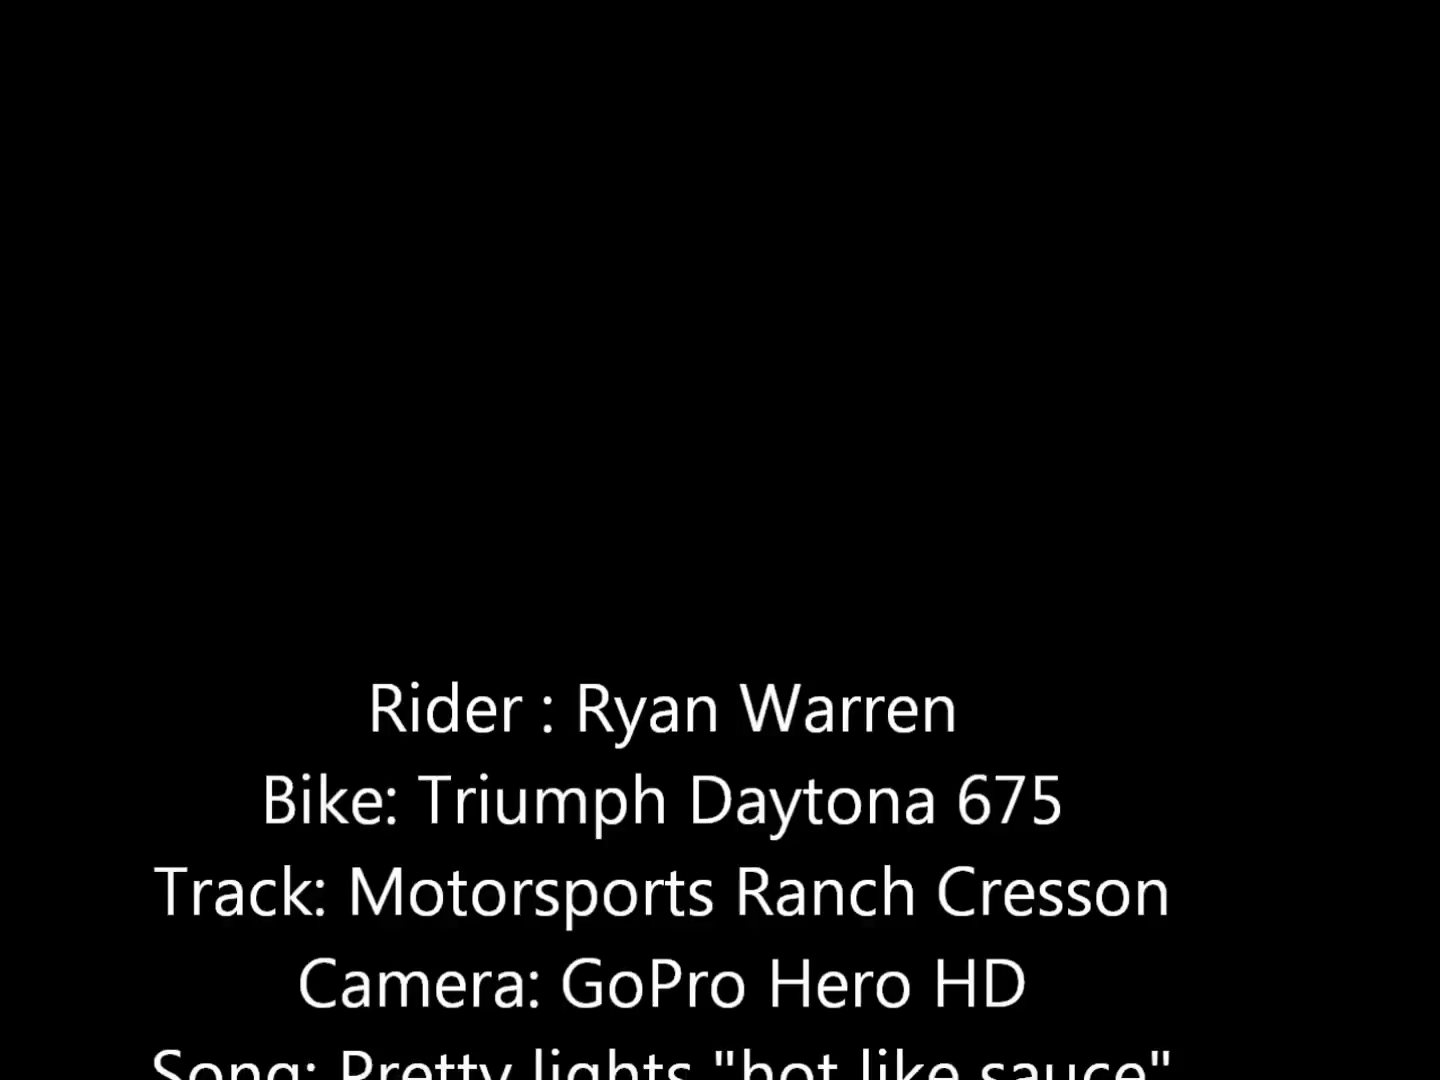 Rider : Ryan Warren
Bike: Triumph Daytona 675
Track: Motorsports Ranch Cresson
Camera: GoPro Hero HD
Song: Pretty lights "hot like sauce"